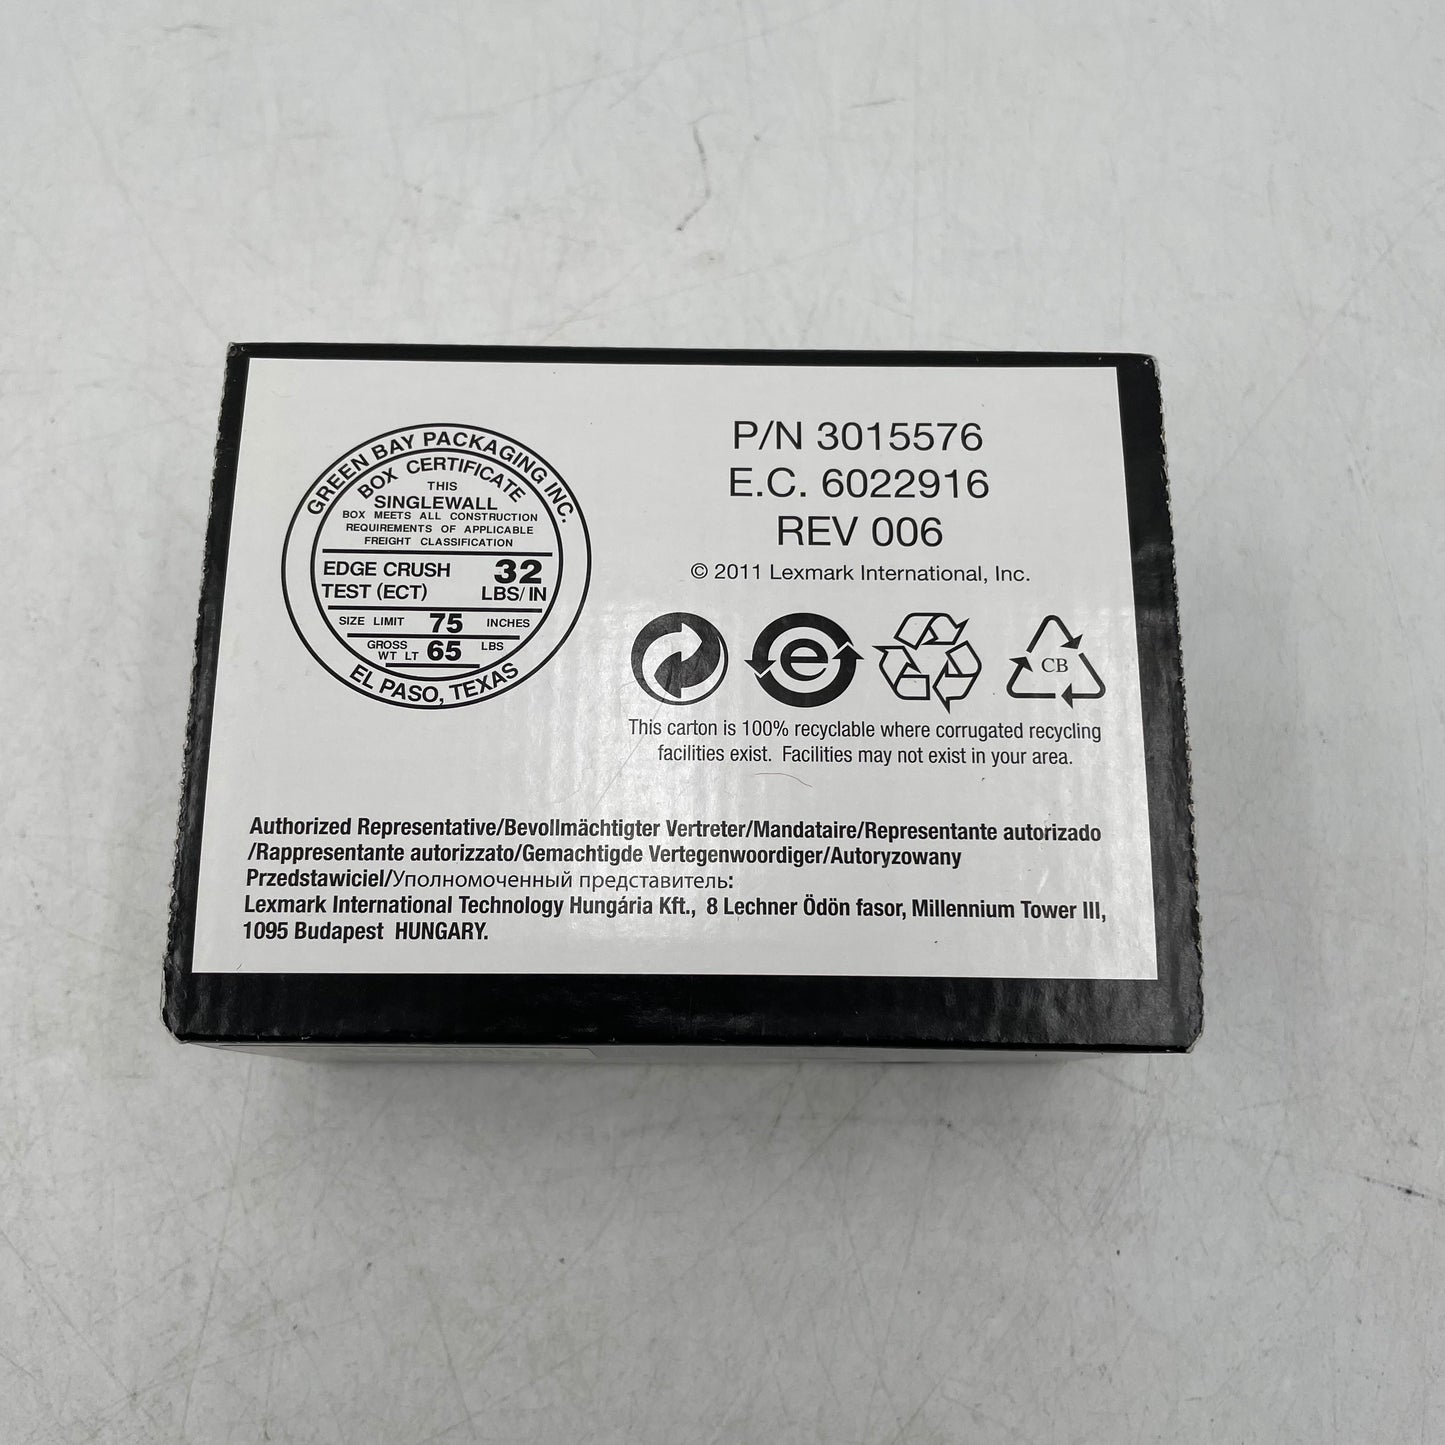 GREEN BAY PACKAGING INC.
BOX CERTIFICATE
THIS
SINGLEWALL
BOX MEETS ALL CONSTRUCTION
REQUIREMENTS OF APPLICABLE
FREIGHT CLASSIFICATION
EDGE CRUSH 32
TEST (ECT) LBS/IN
SIZE LIMIT 75 INCHES
GROSS
WT LT 65 LBS
EL PASO, TEXAS
P/N 3015576
E.C. 6022916
REV 006
© 2011 Lexmark International, Inc.
e
CB
This carton is 100% recyclable where corrugated recycling
facilities exist. Facilities may not exist in your area.
Authorized Representative/Bevollmächtigter Vertreter/Mandataire/Representante autorizado
/Rappresentante autorizzato/Gemachtigde Vertegenwoordiger/Autoryzowany
Przedstawiciel/Уполномоченный представитель:
Lexmark International Technology Hungária Kft., 8 Lechner Ödön fasor, Millennium Tower III,
1095 Budapest HUNGARY.